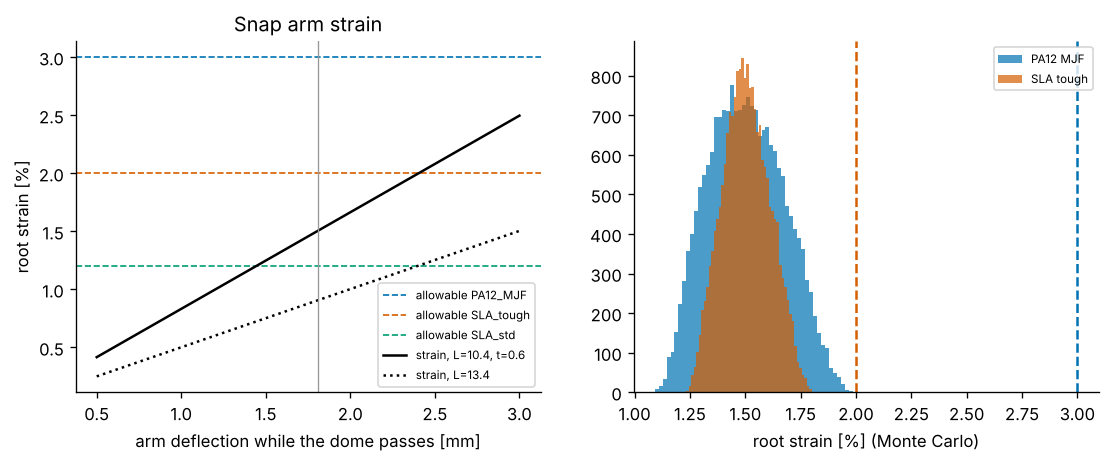 Snap arm strain
root strain [%]
3.0
2.5
2.0
1.5
1.0
0.5
allowable PA12_MJF
allowable SLA_tough
allowable SLA_std
strain, L=10.4, t=0.6
strain, L=13.4
0.5 1.0 1.5 2.0 2.5 3.0
arm deflection while the dome passes [mm]
800
700
600
500
400
300
200
100
0
PA12 MJF
SLA tough
1.00 1.25 1.50 1.75 2.00 2.25 2.50 2.75 3.00
root strain [%] (Monte Carlo)